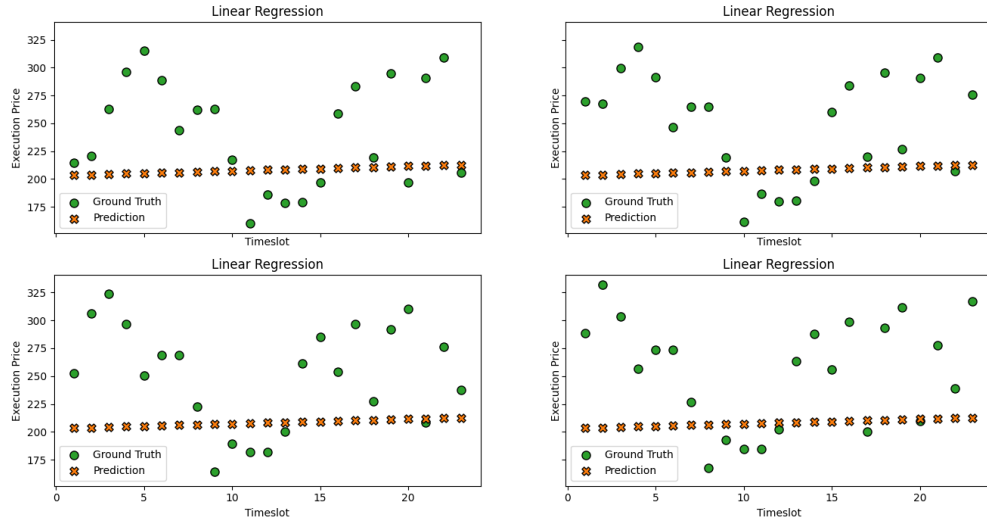 Linear Regression
Execution Price
325
300
275
250
225
200
175
Ground Truth
Prediction
Timeslot
Linear Regression
Execution Price
Ground Truth
Prediction
Timeslot
Linear Regression
Execution Price
325
300
275
250
225
200
175
Ground Truth
Prediction
0 5 10 15 20
Timeslot
Linear Regression
Execution Price
Ground Truth
Prediction
0 5 10 15 20
Timeslot